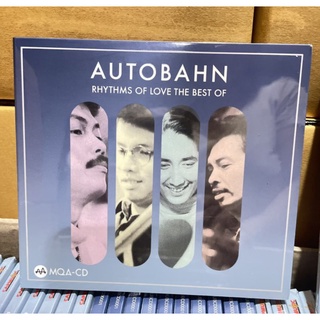 AUTOBAHN
RHYTHMS OF LOVE THE BEST OF
MQA-CD